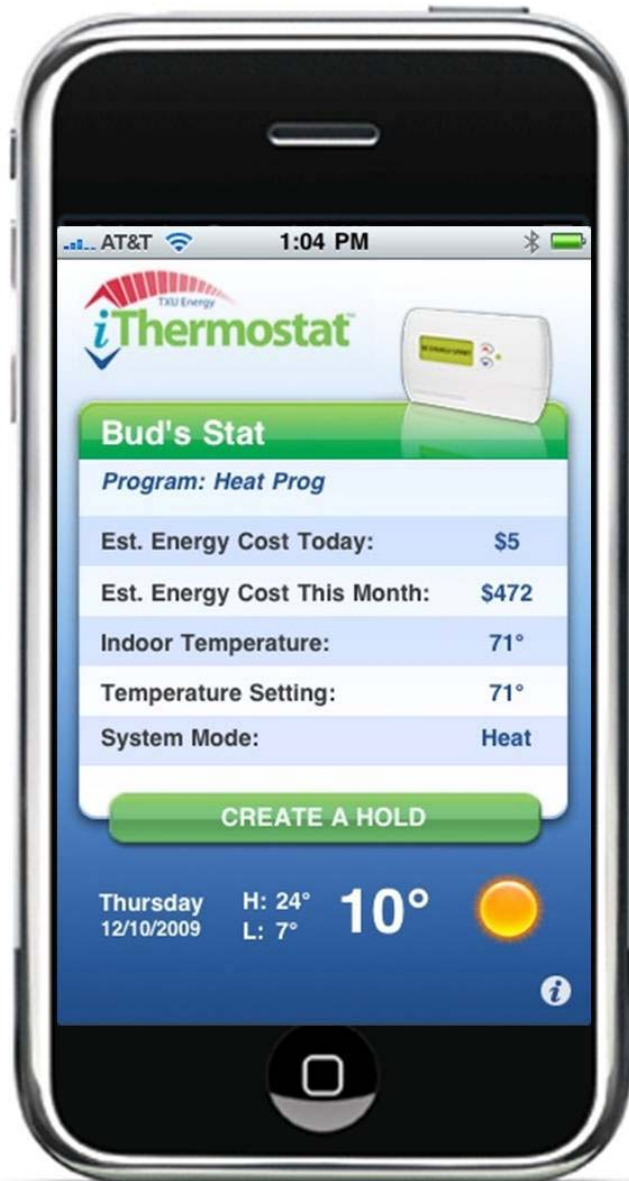 AT&T 1:04 PM
TXU Energy
iThermostat™
Bud's Stat
Program: Heat Prog
Est. Energy Cost Today: $5
Est. Energy Cost This Month: $472
Indoor Temperature: 71°
Temperature Setting: 71°
System Mode: Heat
CREATE A HOLD
Thursday H: 24° 10°
12/10/2009 L: 7°
i